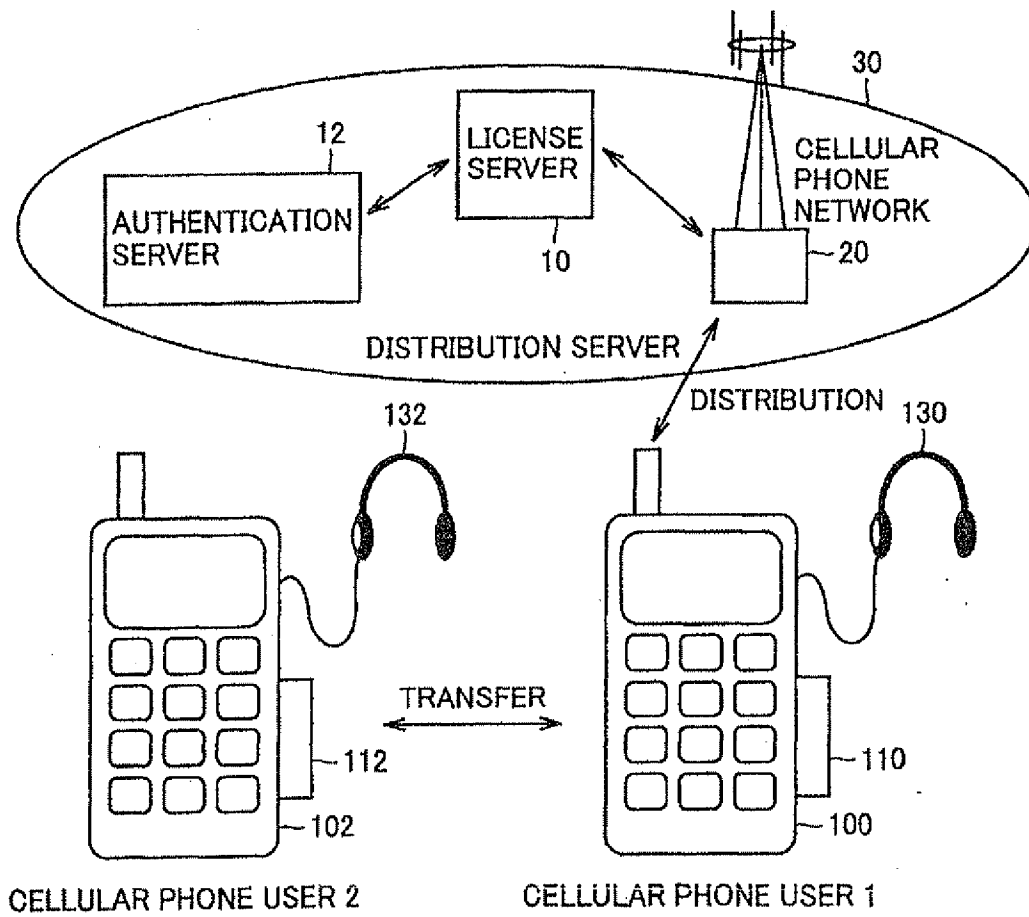 30
12
LICENSE
SERVER
CELLULAR
PHONE
NETWORK
AUTHENTICATION
SERVER
10
20
DISTRIBUTION SERVER
DISTRIBUTION
132
130
TRANSFER
112
110
102
100
CELLULAR PHONE USER 2
CELLULAR PHONE USER 1